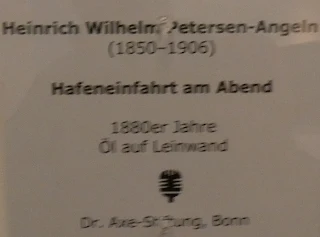 Heinrich Wilhelm Petersen-Angeln
(1850–1906)
Hafeneinfahrt am Abend
1880er Jahre
Öl auf Leinwand
Dr. Axe-Stiftung, Bonn